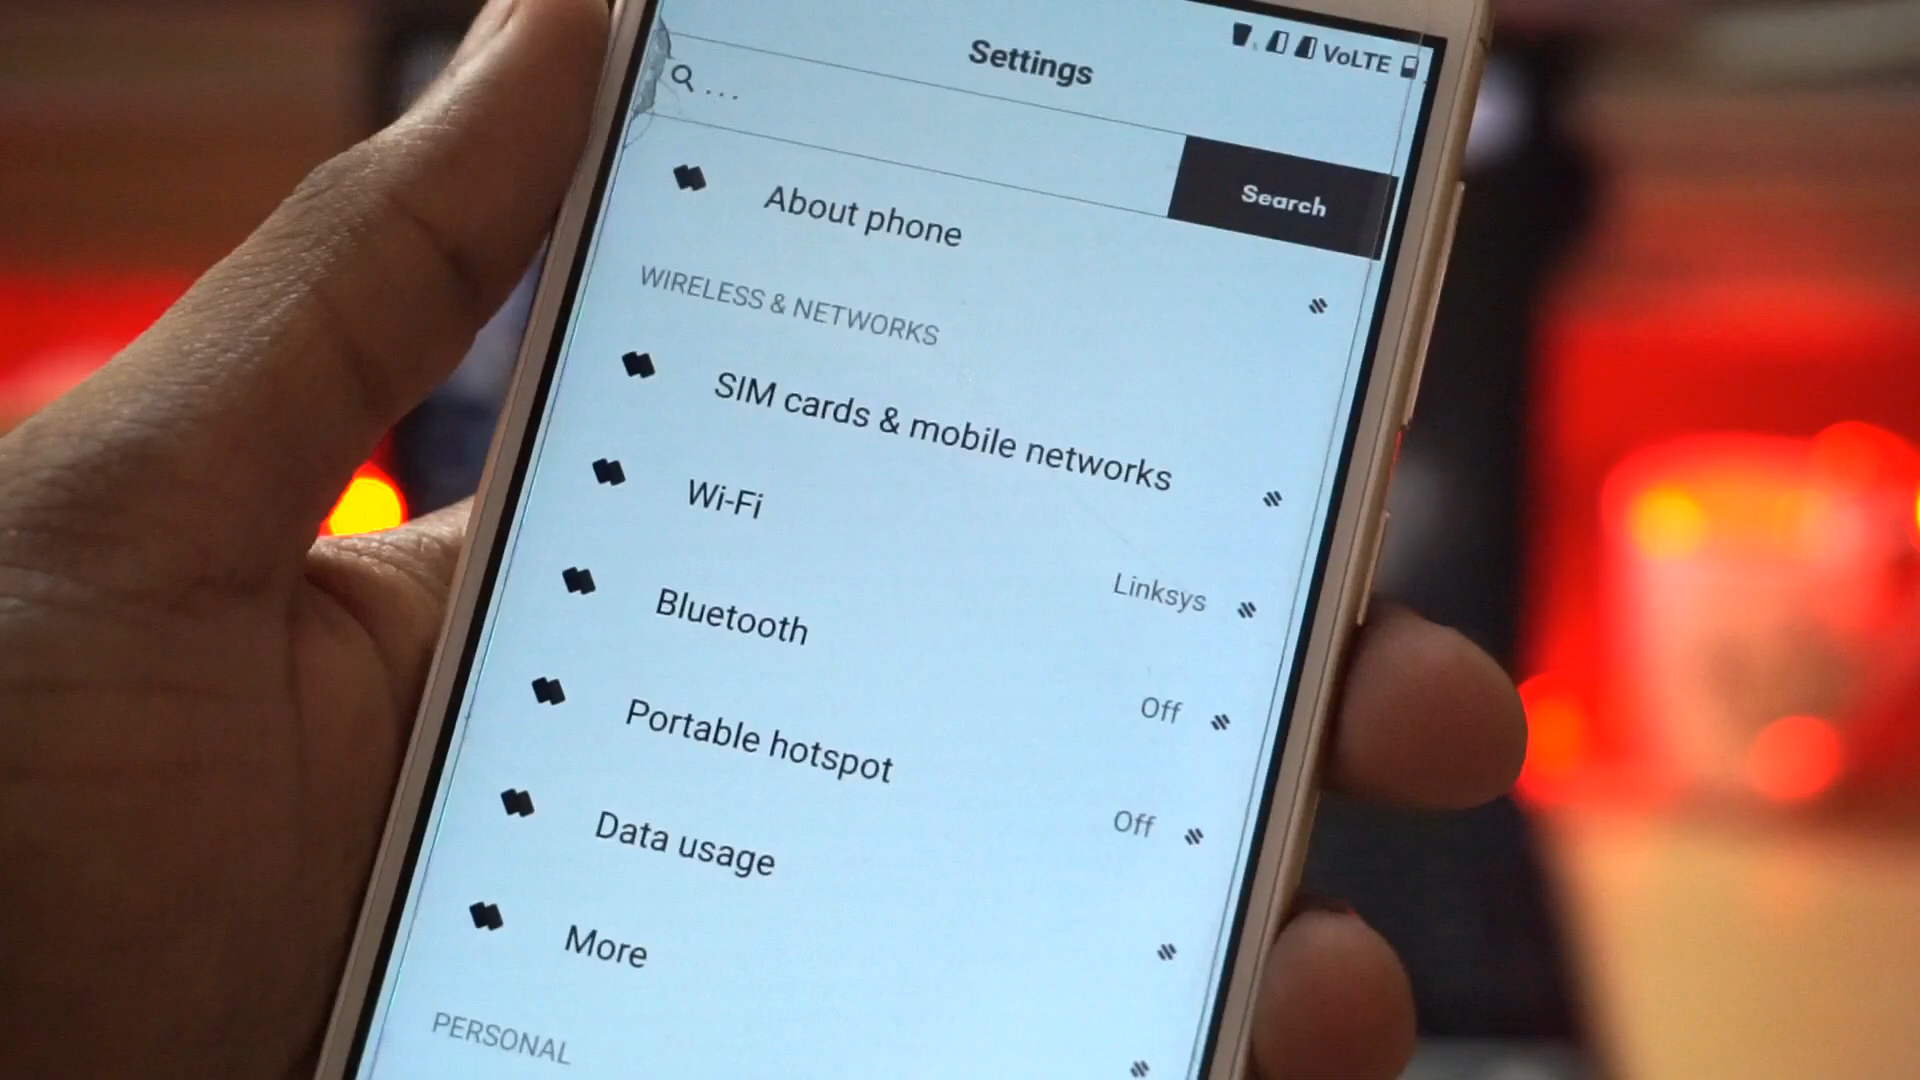 VoLTE
Settings
...
Search
About phone
WIRELESS & NETWORKS
SIM cards & mobile networks
Wi-Fi
Linksys
Bluetooth
Off
Portable hotspot
Off
Data usage
More
PERSONAL